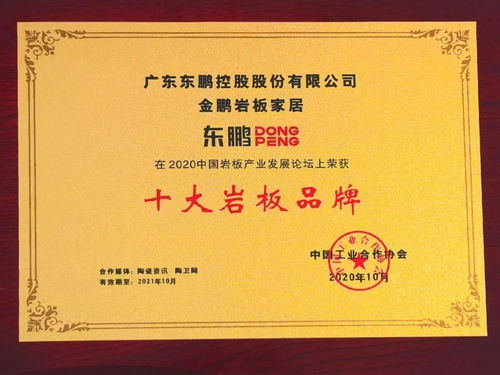 广东东鹏控股股份有限公司
金鹏岩板家居
东鹏 DONG PENG
在2020中国岩板产业发展论坛上荣获
十大岩板品牌
中国工业合作协会
2020年10月
合作媒体：陶瓷资讯 陶卫网
有效期至：2021年10月